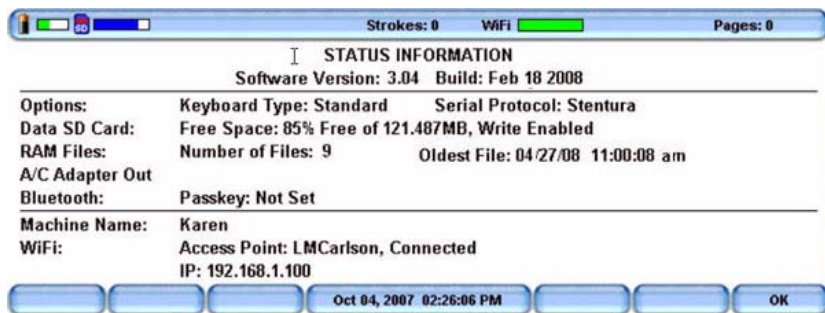 SD Strokes: 0 WiFi Pages: 0
STATUS INFORMATION
Software Version: 3.04 Build: Feb 18 2008
Options: Keyboard Type: Standard Serial Protocol: Stentura
Data SD Card: Free Space: 85% Free of 121.487MB, Write Enabled
RAM Files: Number of Files: 9 Oldest File: 04/27/08 11:00:08 am
A/C Adapter Out
Bluetooth: Passkey: Not Set
Machine Name: Karen
WiFi: Access Point: LMCarlson, Connected
IP: 192.168.1.100
Oct 04, 2007 02:26:06 PM OK